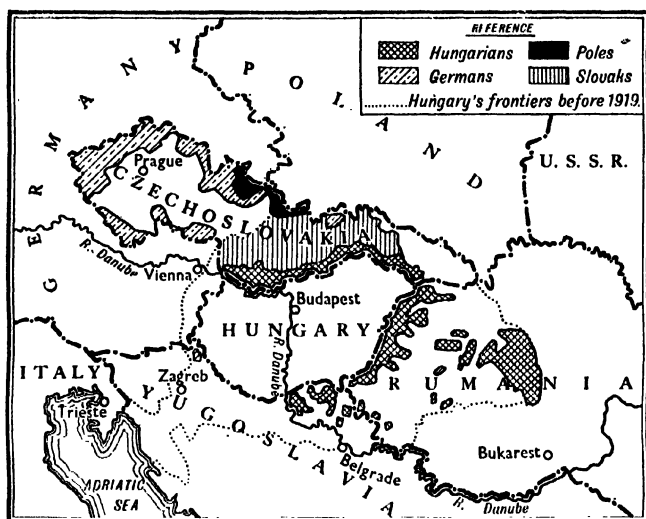 REFERENCE
Hungarians
Poles
Germans
Slovaks
Hungary's frontiers before 1919.
GERMANY
POLAND
U.S.S.R.
Prague
CZECHOSLOVAKIA
R. Danube
Vienna
Budapest
HUNGARY
R. Danube
ITALY
Zagreb
Trieste
YUGOSLAVIA
RUMANIA
Belgrade
Bukarest
ADRIATIC
SEA
R. Danube